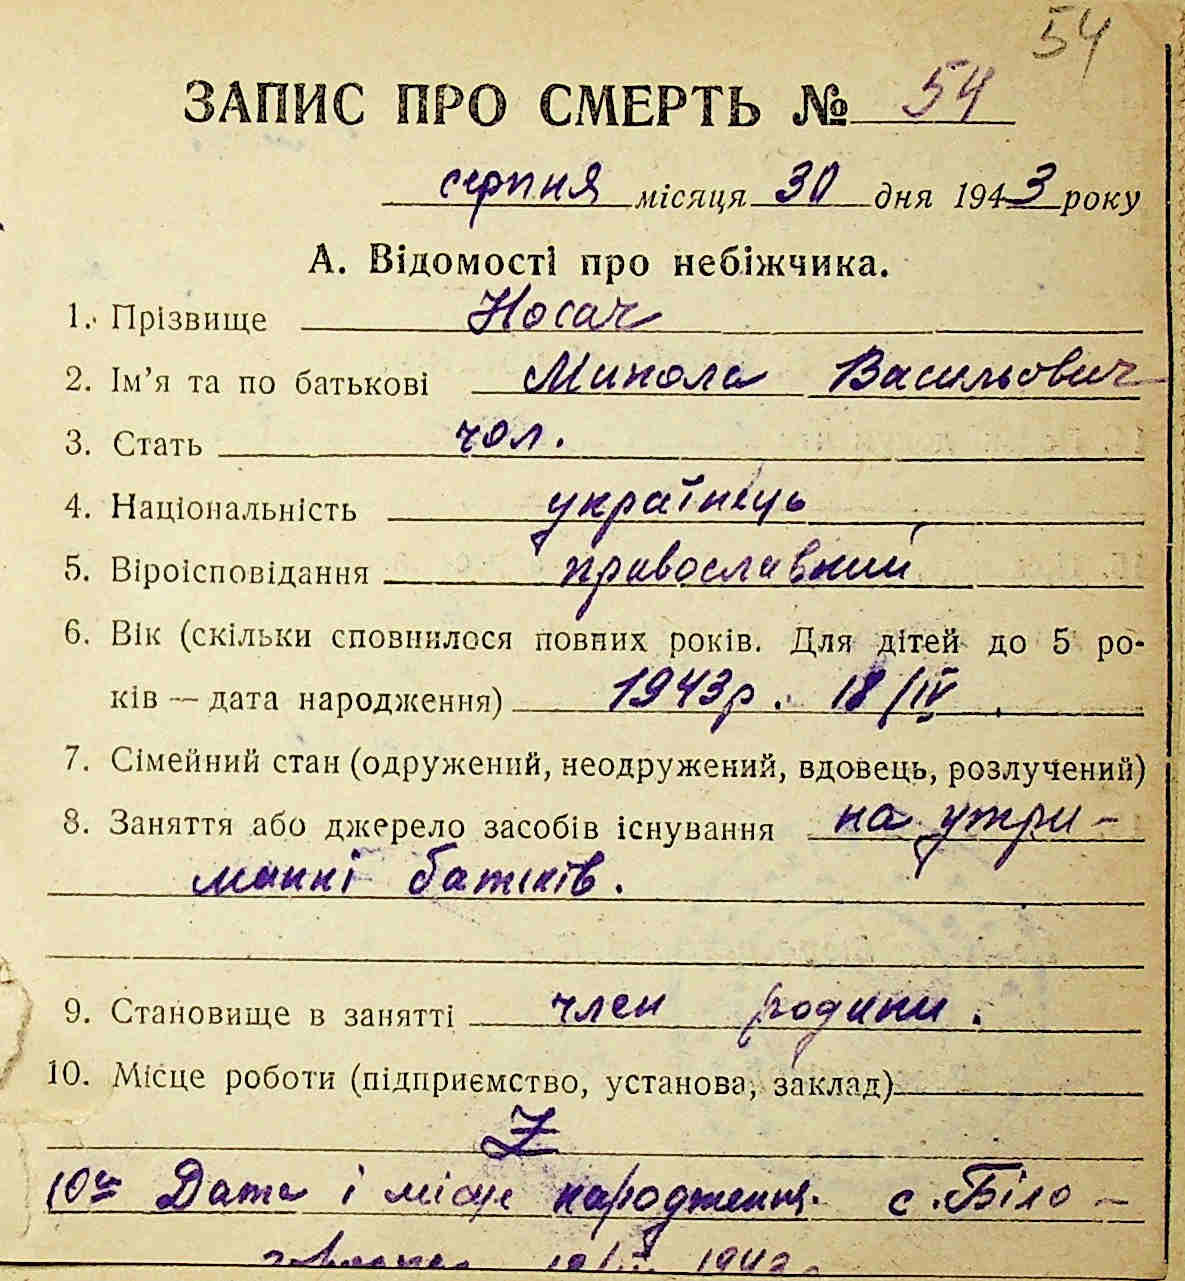 54
ЗАПИС ПРО СМЕРТЬ № 54
серпня місяця 30 дня 1943 року
А. Відомості про небіжчика.
1. Прізвище Носач
2. Ім’я та по батькові Микола Васильович
3. Стать чол.
4. Національність українець
5. Віроісповідання православний
6. Вік (скільки сповнилося повних років. Для дітей до 5 ро-
ків — дата народження) 1943р. 18/IV.
7. Сімейний стан (одружений, неодружений, вдовець, розлучений)
8. Заняття або джерело засобів існування на утри-
манні батьків.
9. Становище в занятті член родини.
10. Місце роботи (підприємство, установа, заклад)
Z
10а Дата і місце народження. с. Біло-